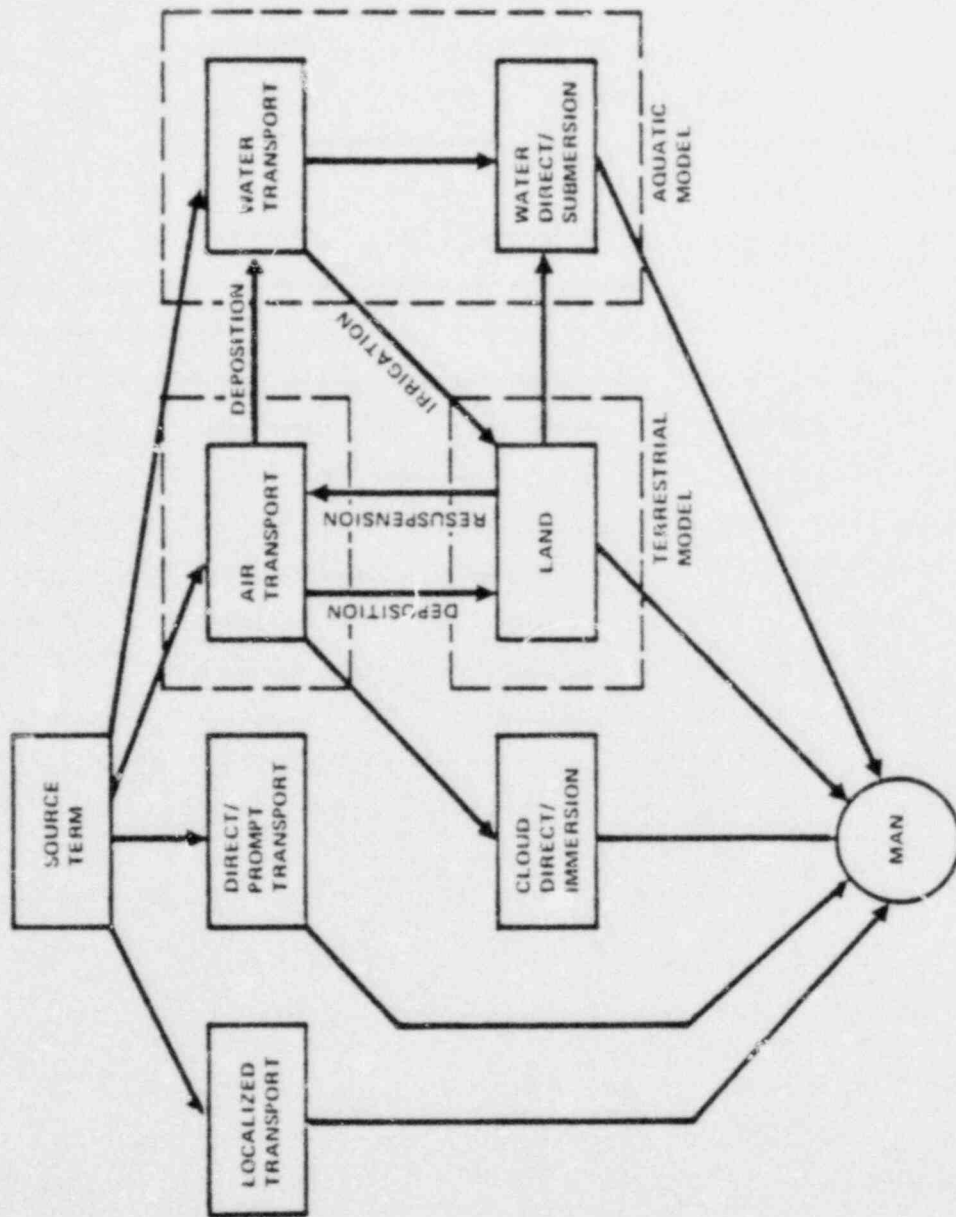 SOURCE
TERM
LOCALIZED
TRANSPORT
DIRECT/
PROMPT
TRANSPORT
AIR
TRANSPORT
DEPOSITION
WATER
TRANSPORT
DEPOSITION
RESUSPENSION
IRRIGATION
CLOUD
DIRECT/
IMMERSION
LAND
WATER
DIRECT/
SUBMERSION
TERRESTRIAL
MODEL
AQUATIC
MODEL
MAN